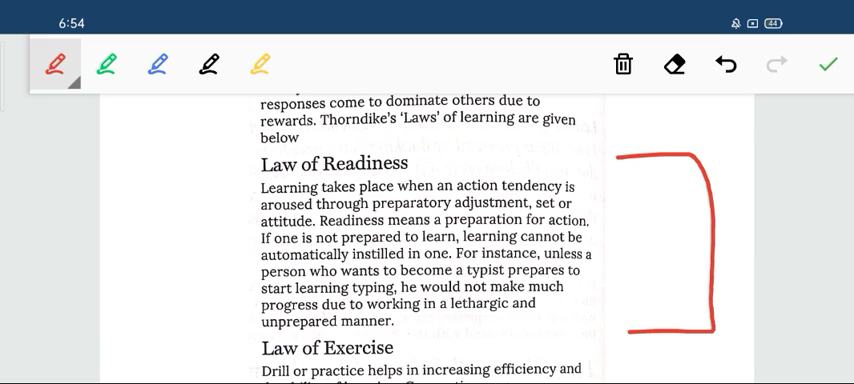 6:54
44
responses come to dominate others due to
rewards. Thorndike's 'Laws' of learning are given
below
Law of Readiness
Learning takes place when an action tendency is
aroused through preparatory adjustment, set or
attitude. Readiness means a preparation for action.
If one is not prepared to learn, learning cannot be
automatically instilled in one. For instance, unless a
person who wants to become a typist prepares to
start learning typing, he would not make much
progress due to working in a lethargic and
unprepared manner.
Law of Exercise
Drill or practice helps in increasing efficiency and